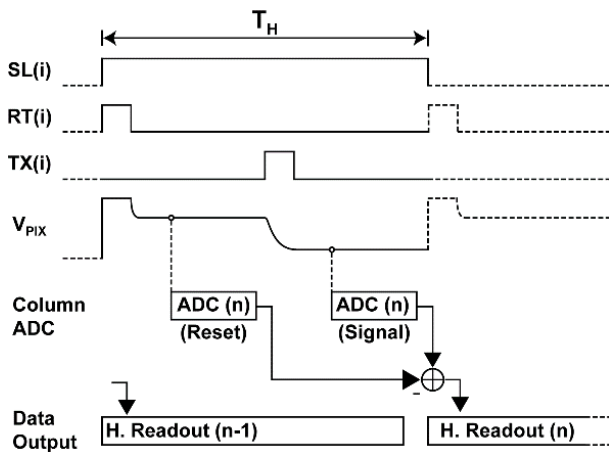 T_H
SL(i)
RT(i)
TX(i)
V_PIX
Column
ADC
ADC (n)
(Reset)
ADC (n)
(Signal)
-
Data
Output
H. Readout (n-1)
H. Readout (n)